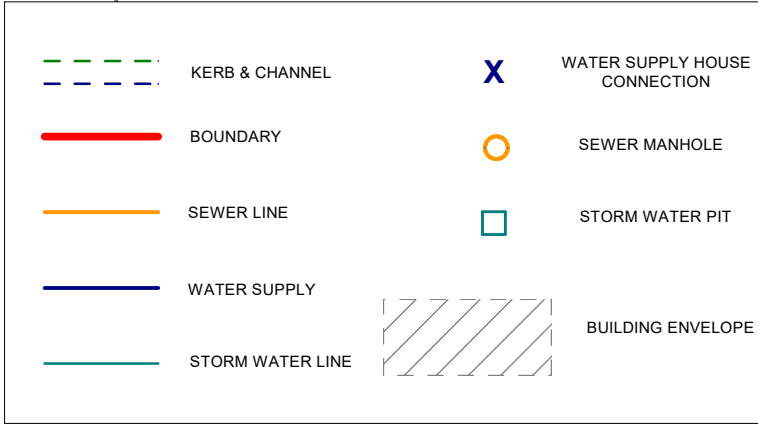 KERB & CHANNEL
BOUNDARY
SEWER LINE
WATER SUPPLY
STORM WATER LINE
X
WATER SUPPLY HOUSE
CONNECTION
SEWER MANHOLE
STORM WATER PIT
BUILDING ENVELOPE